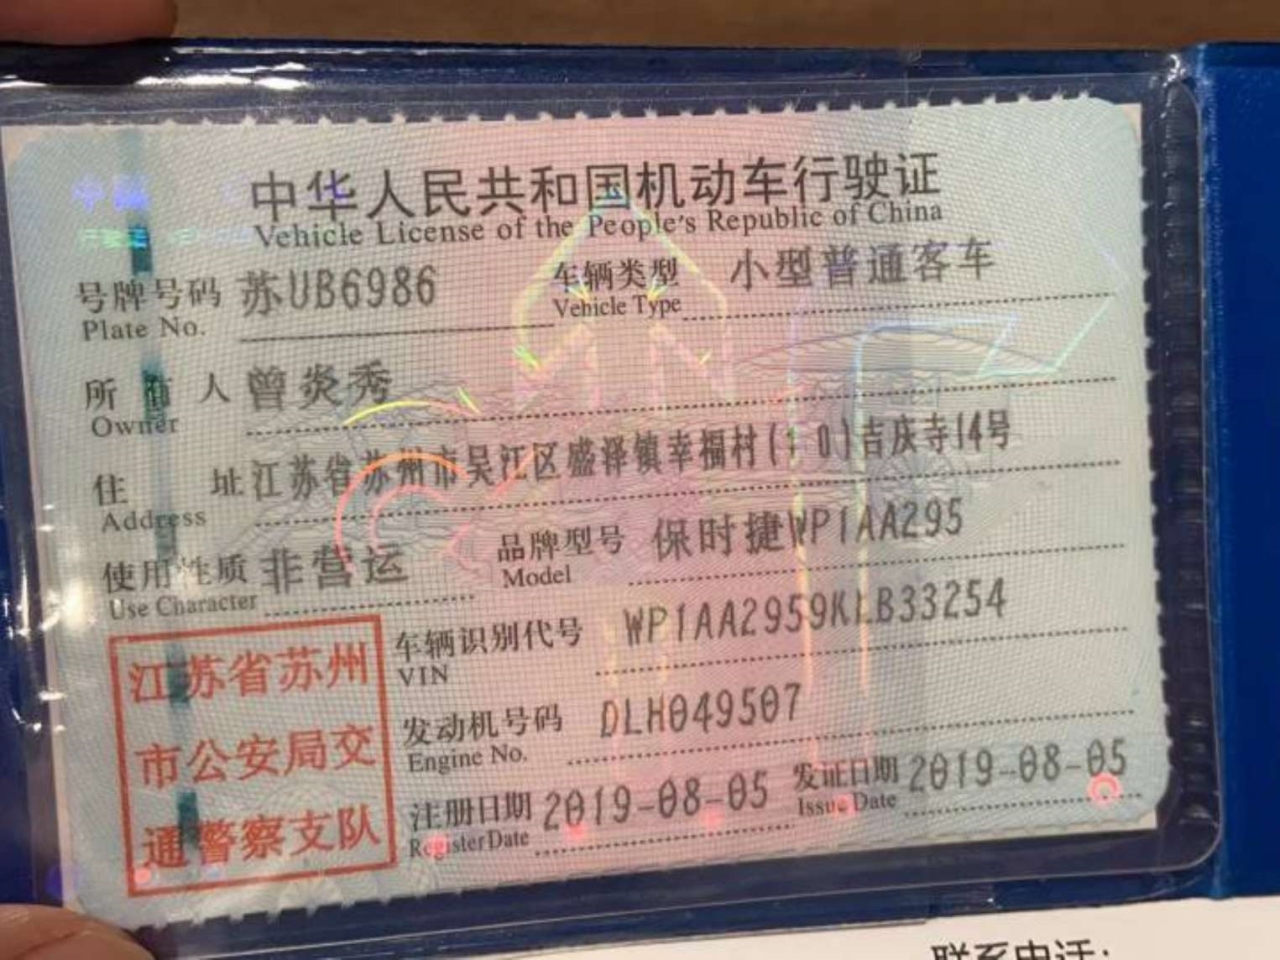 中华人民共和国机动车行驶证
Vehicle License of the People's Republic of China
号牌号码 苏UB6986 车辆类型 小型普通客车
Plate No. Vehicle Type
所有人 曾炎秀
Owner
住址 江苏省苏州市吴江区盛泽镇幸福村(10)吉庆寺14号
Address
使用性质 非营运 品牌型号 保时捷WP1AA295
Use Character Model
车辆识别代号 WP1AA2959KLB33254
VIN
发动机号码 DLH049507
Engine No.
注册日期 2019-08-05 发证日期 2019-08-05
Register Date Issue Date
江苏省苏州
市公安局交
通警察支队
联系电话: